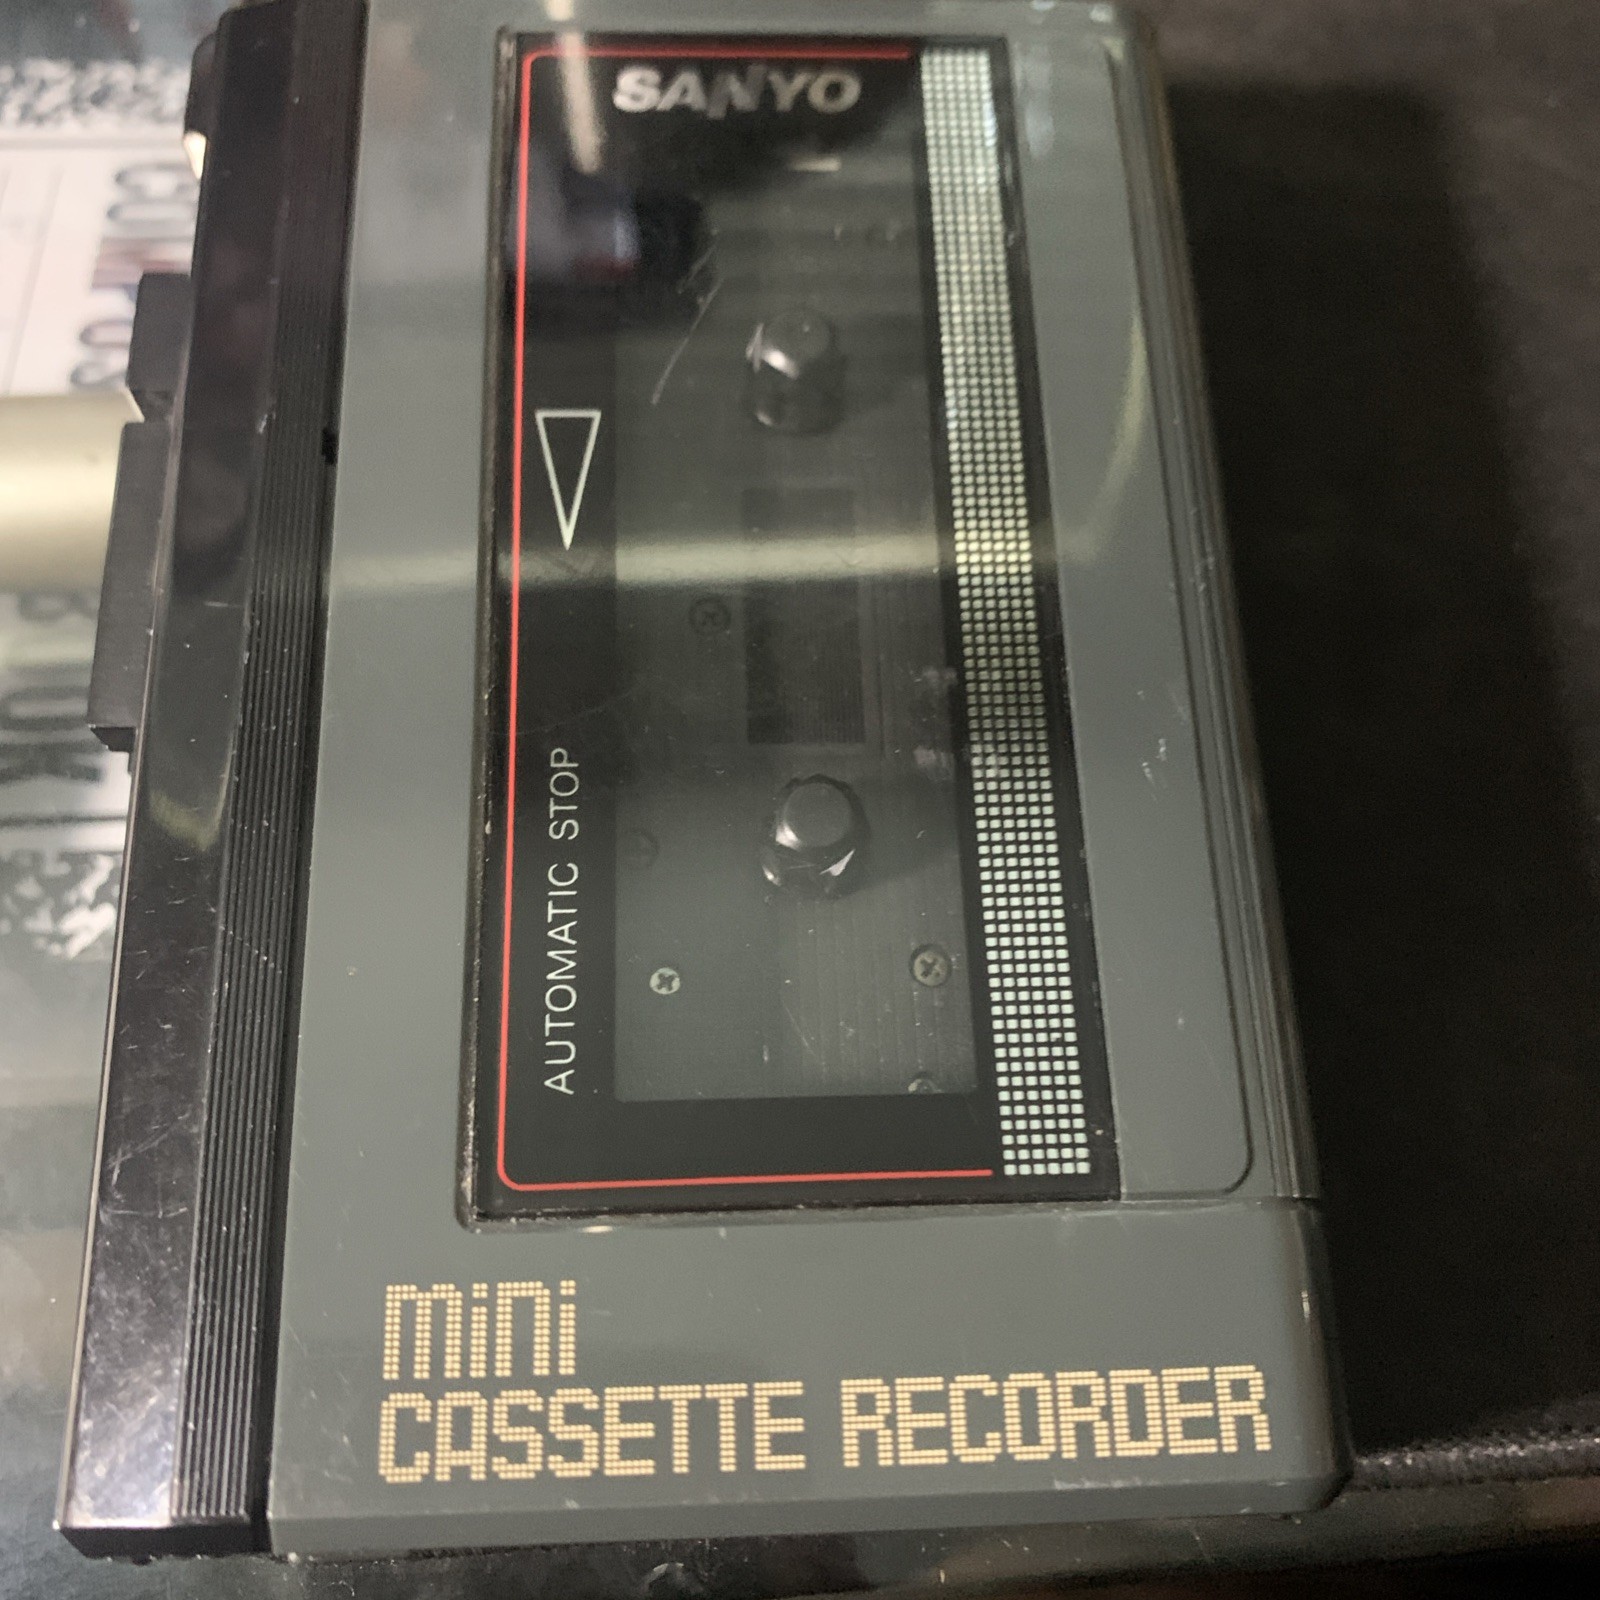 SANYO
AUTOMATIC STOP
mini
CASSETTE RECORDER